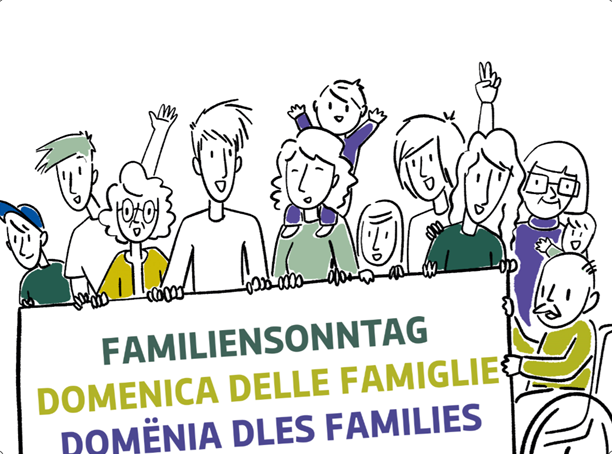 FAMILIENSONNTAG
DOMENICA DELLE FAMIGLIE
DOMËNIA DLES FAMILIES